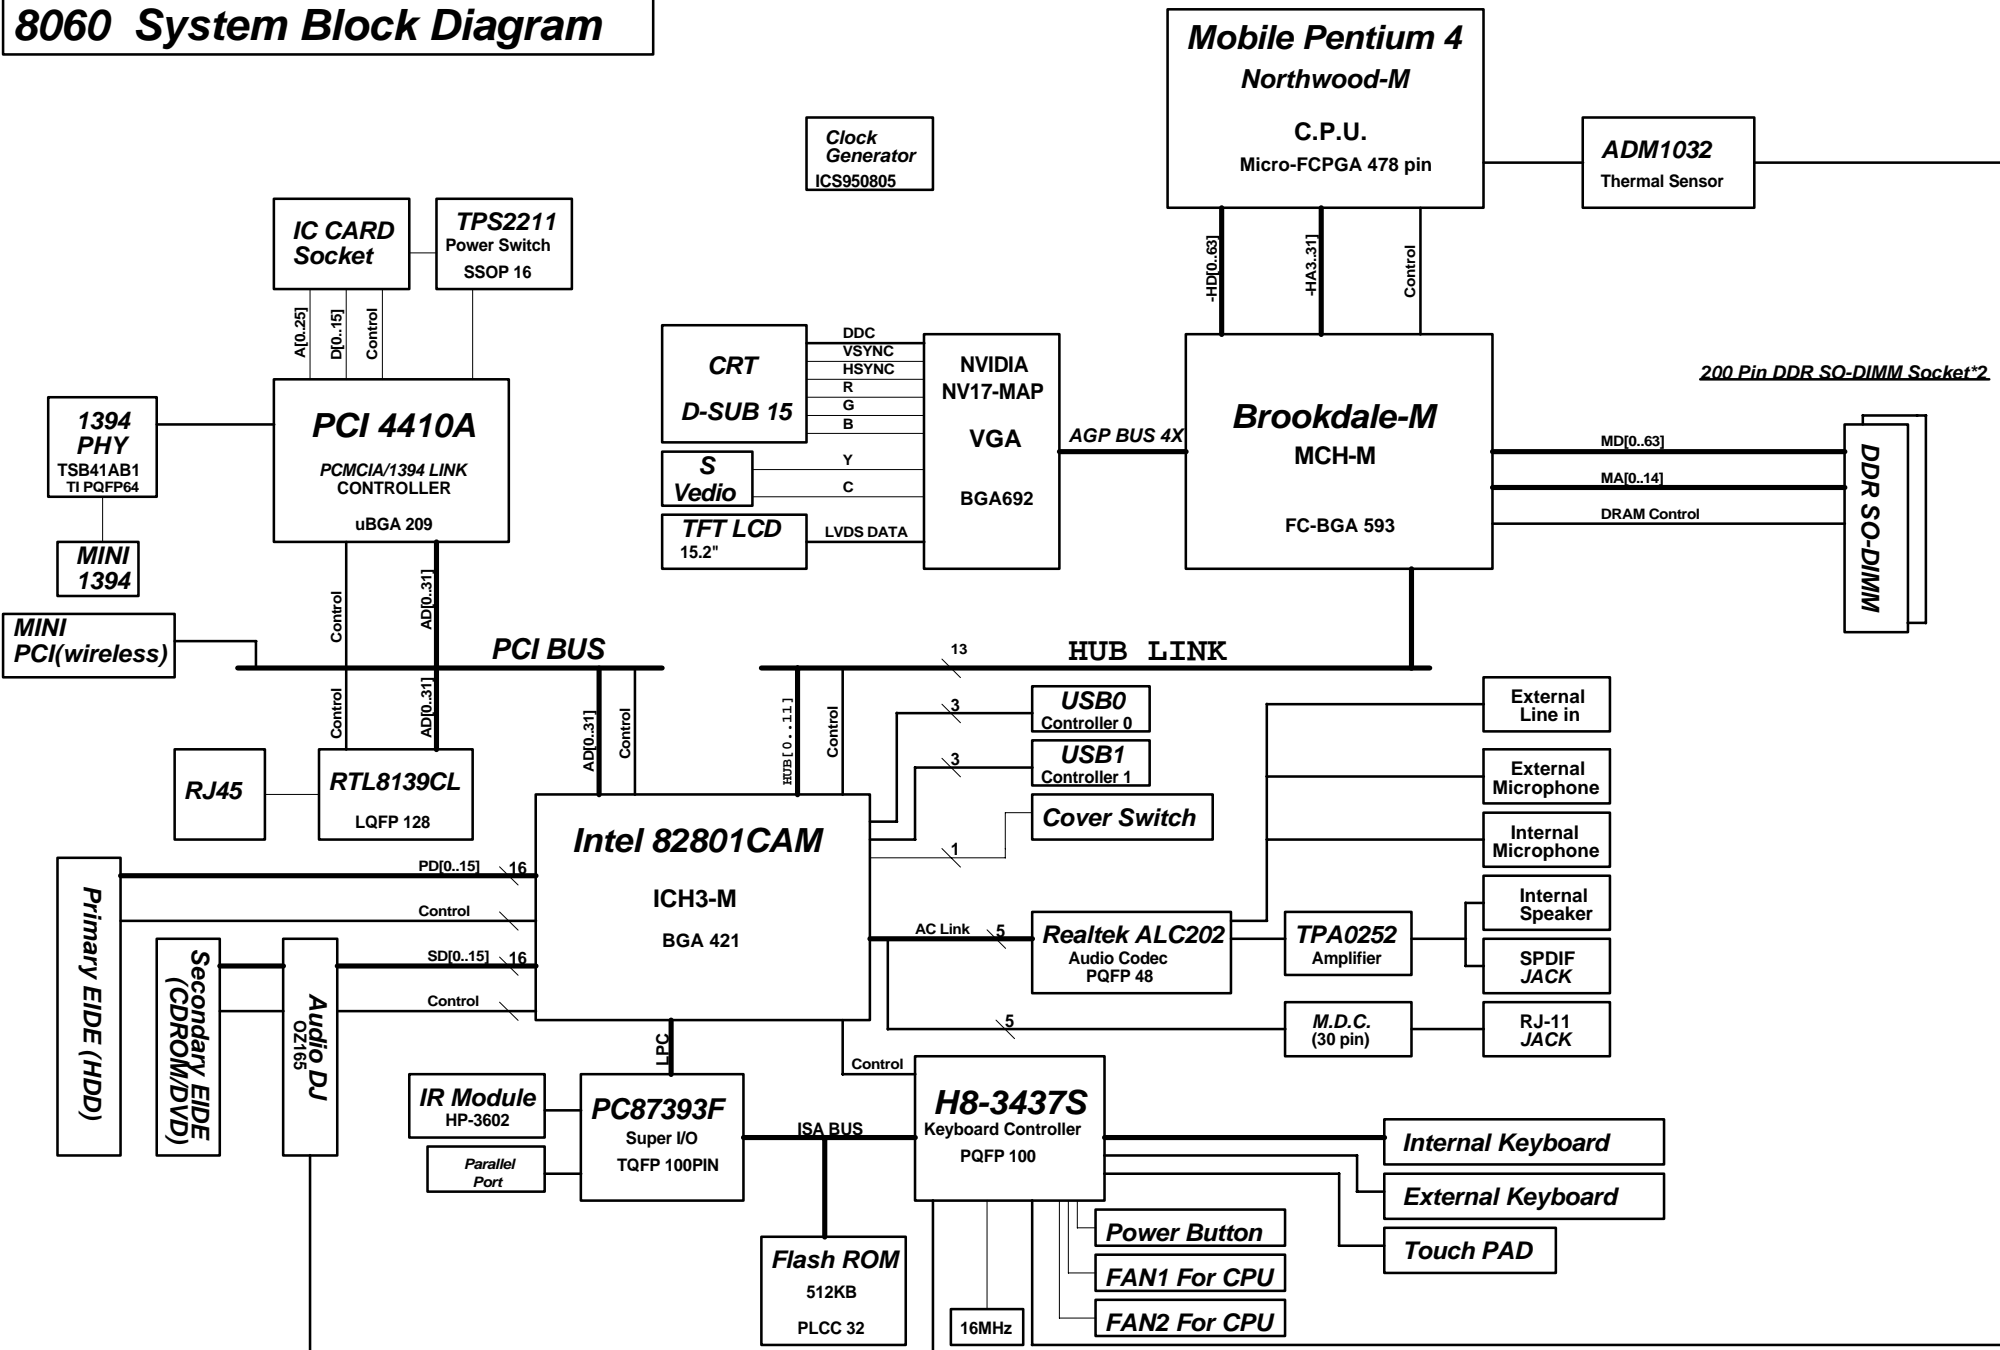 8060 System Block Diagram
Mobile Pentium 4
Northwood-M
C.P.U.
Micro-FCPGA 478 pin
Clock
Generator
ICS950805
ADM1032
Thermal Sensor
IC CARD
Socket
TPS2211
Power Switch
SSOP 16
A[0..25]
D[0..15]
Control
-HD[0..63]
-HA3..31]
Control
1394
PHY
TSB41AB1
TI PQFP64
PCI 4410A
PCMCIA/1394 LINK
CONTROLLER
uBGA 209
MINI
1394
CRT
D-SUB 15
DDC
VSYNC
HSYNC
R
G
B
S
Vedio
Y
C
TFT LCD
15.2"
LVDS DATA
NVIDIA
NV17-MAP
VGA
BGA692
AGP BUS 4X
Brookdale-M
MCH-M
FC-BGA 593
200 Pin DDR SO-DIMM Socket*2
MD[0..63]
MA[0..14]
DRAM Control
DDR SO-DIMM
MINI
PCI(wireless)
Control
AD[0..31]
PCI BUS
13
HUB LINK
Control
AD[0..31]
AD[0..31]
Control
HUB[0..11]
Control
3
USB0
Controller 0
3
USB1
Controller 1
1
Cover Switch
External
Line in
External
Microphone
Internal
Microphone
Internal
Speaker
SPDIF
JACK
RJ45
RTL8139CL
LQFP 128
Intel 82801CAM
ICH3-M
BGA 421
PD[0..15]
16
Control
SD[0..15]
16
Control
Primary EIDE (HDD)
Secondary EIDE
(CDROM/DVD)
Audio DJ
OZ165
AC Link
5
Realtek ALC202
Audio Codec
PQFP 48
TPA0252
Amplifier
5
M.D.C.
(30 pin)
RJ-11
JACK
LPC
Control
IR Module
HP-3602
Parallel
Port
PC87393F
Super I/O
TQFP 100PIN
ISA BUS
H8-3437S
Keyboard Controller
PQFP 100
Internal Keyboard
External Keyboard
Touch PAD
Power Button
FAN1 For CPU
FAN2 For CPU
Flash ROM
512KB
PLCC 32
16MHz